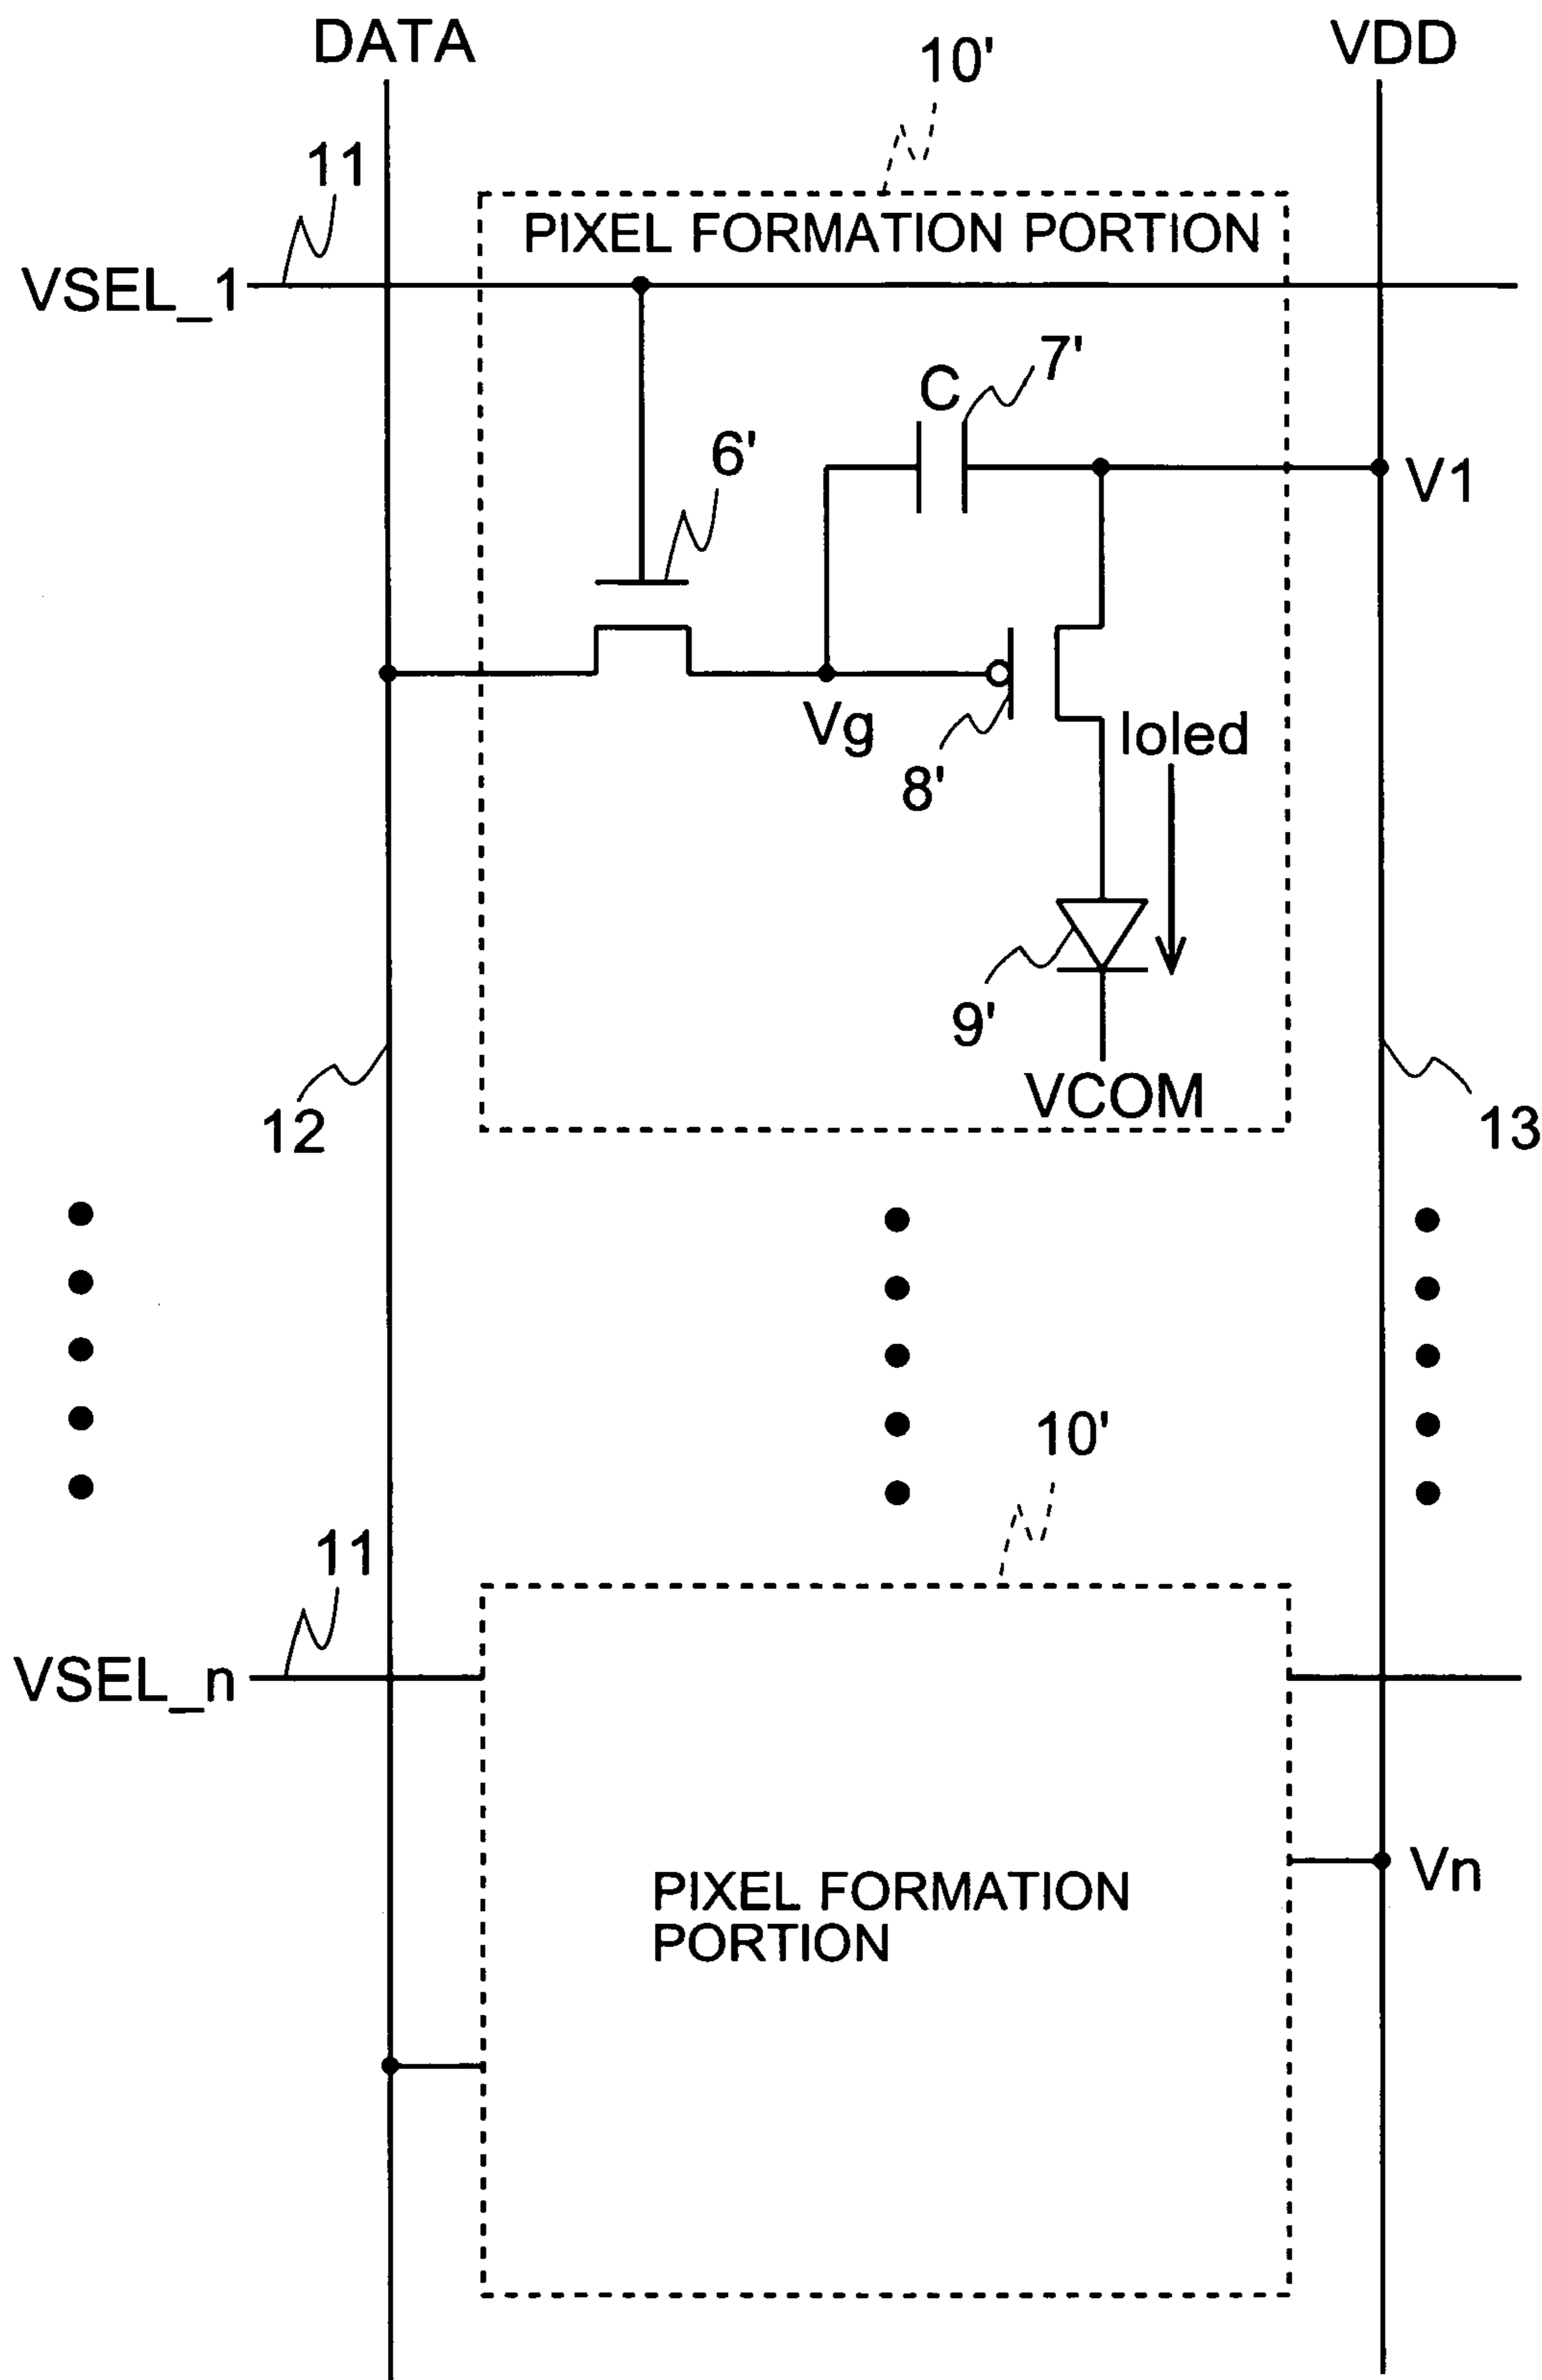 DATA
VDD
10'
11
PIXEL FORMATION PORTION
VSEL_1
C
7'
6'
V1
Vg
8'
Ioled
9'
VCOM
12
13
10'
11
VSEL_n
Vn
PIXEL FORMATION
PORTION